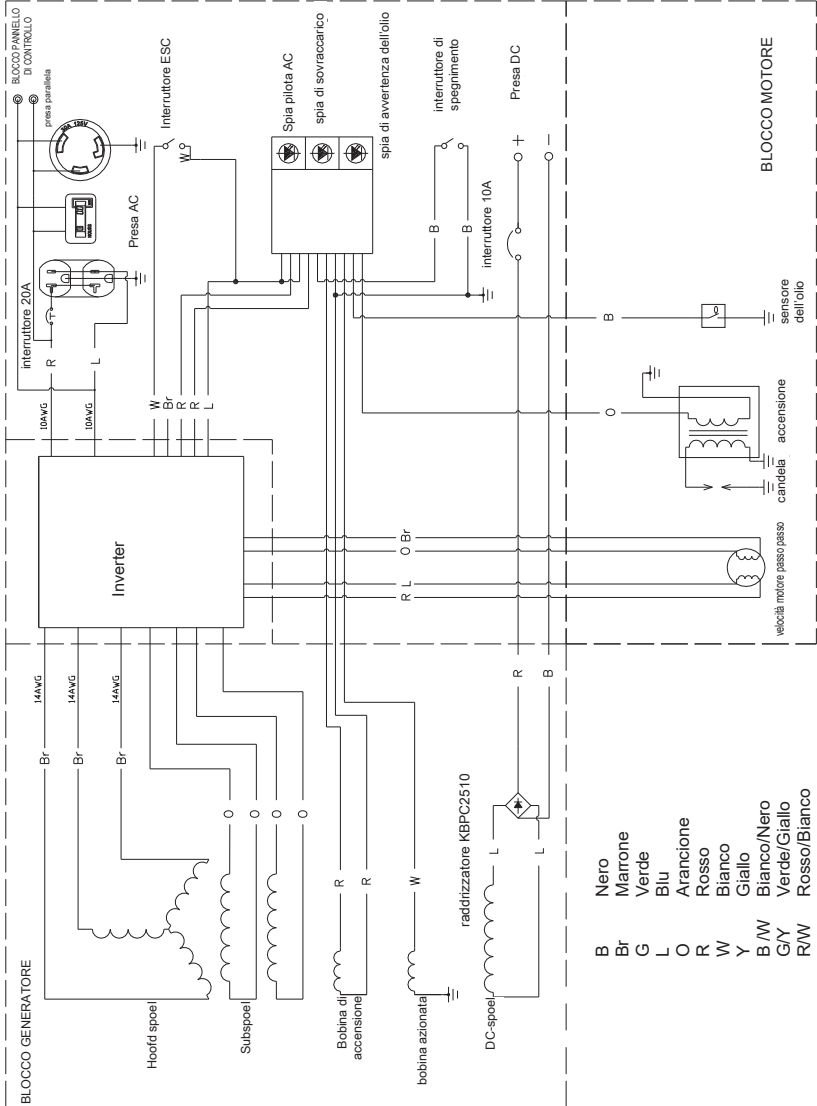 BLOCCO PANNELLO
DI CONTROLLO
presa parallela
30A 125V
Presa AC
interruttore 20A
R
L
10AWG
10AWG
Interruttore ESC
W
W
Br
R
R
L
Spia pilota AC
spia di sovraccarico
spia di avvertenza dell'olio
interruttore di
spegnimento
B
B
Presa DC
+
–
interruttore 10A
BLOCCO MOTORE
B
sensore
dell'olio
O
accensione
candela
Inverter
O Br
R L
velocità motore passo passo
BLOCCO GENERATORE
14AWG
14AWG
14AWG
Br
Br
Br
Hoofd spoel
O
O
O
O
Subspoel
R
R
Bobina di
accensione
W
bobina azionata
raddrizzatore KBPC2510
L
L
DC-spoel
R
B
B Nero
Br Marrone
G Verde
L Blu
O Arancione
R Rosso
W Bianco
Y Giallo
B /W Bianco/Nero
G/Y Verde/Giallo
R/W Rosso/Bianco